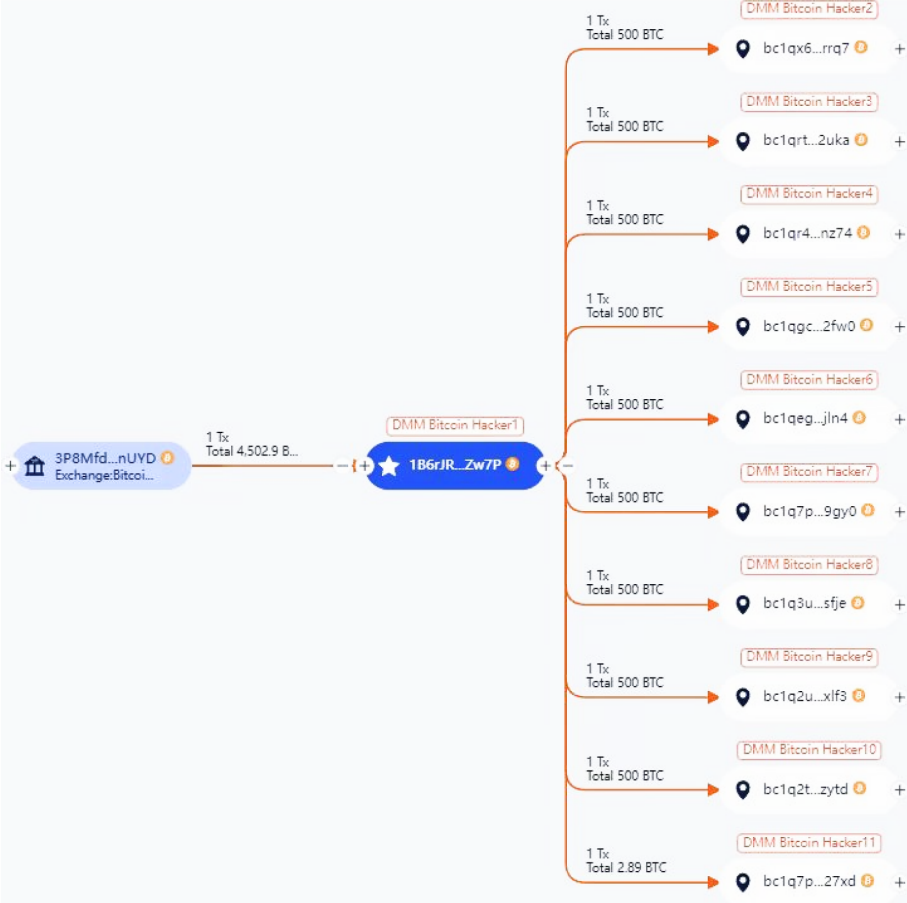 DMM Bitcoin Hacker2
1 Tx
Total 500 BTC
bc1qx6...rrq7
DMM Bitcoin Hacker3
1 Tx
Total 500 BTC
bc1qrt...2uka
DMM Bitcoin Hacker4
1 Tx
Total 500 BTC
bc1qr4...nz74
DMM Bitcoin Hacker5
1 Tx
Total 500 BTC
bc1qgc...2fw0
DMM Bitcoin Hacker6
1 Tx
Total 500 BTC
bc1qeg...jln4
1 Tx
Total 4,502.9 B...
3P8Mfd...nUYD
Exchange:Bitcoi...
DMM Bitcoin Hacker1
1B6rJR...Zw7P
DMM Bitcoin Hacker7
1 Tx
Total 500 BTC
bc1q7p...9gy0
DMM Bitcoin Hacker8
1 Tx
Total 500 BTC
bc1q3u...sfje
DMM Bitcoin Hacker9
1 Tx
Total 500 BTC
bc1q2u...xlf3
DMM Bitcoin Hacker10
1 Tx
Total 500 BTC
bc1q2t...zytd
DMM Bitcoin Hacker11
1 Tx
Total 2.89 BTC
bc1q7p...27xd